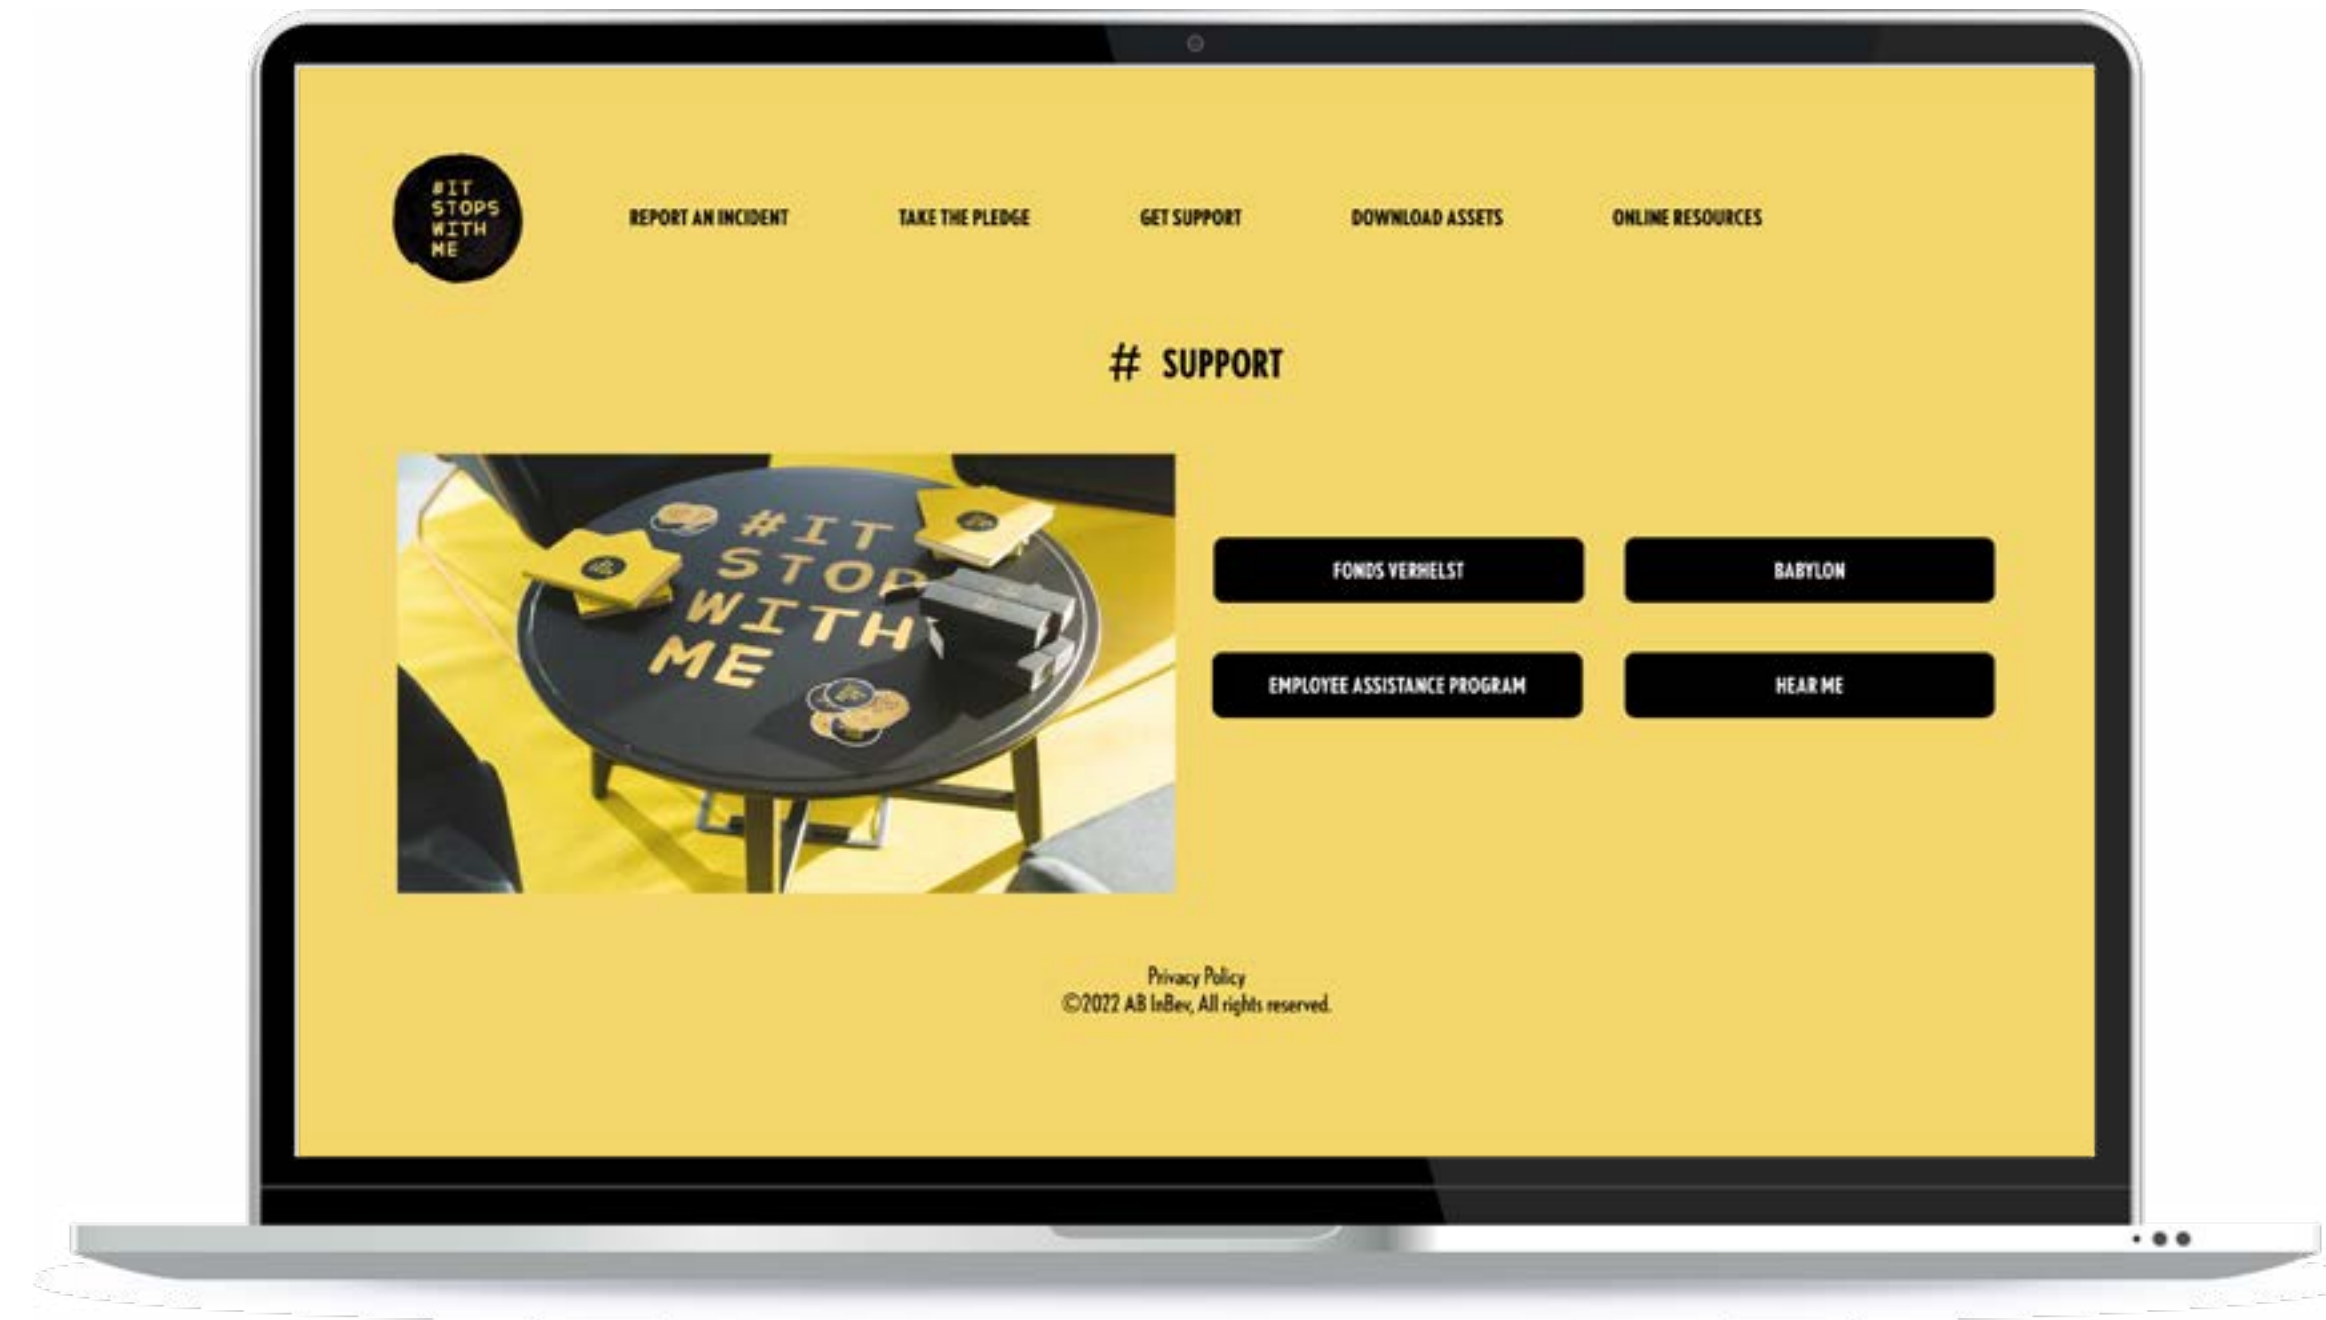 #IT
STOPS
WITH
ME
REPORT AN INCIDENT
TAKE THE PLEDGE
GET SUPPORT
DOWNLOAD ASSETS
ONLINE RESOURCES
# SUPPORT
#IT
STOP
WITH
ME
FONDS VERHELST
BABYLON
EMPLOYEE ASSISTANCE PROGRAM
HEAR ME
Privacy Policy
©2022 AB InBev, All rights reserved.